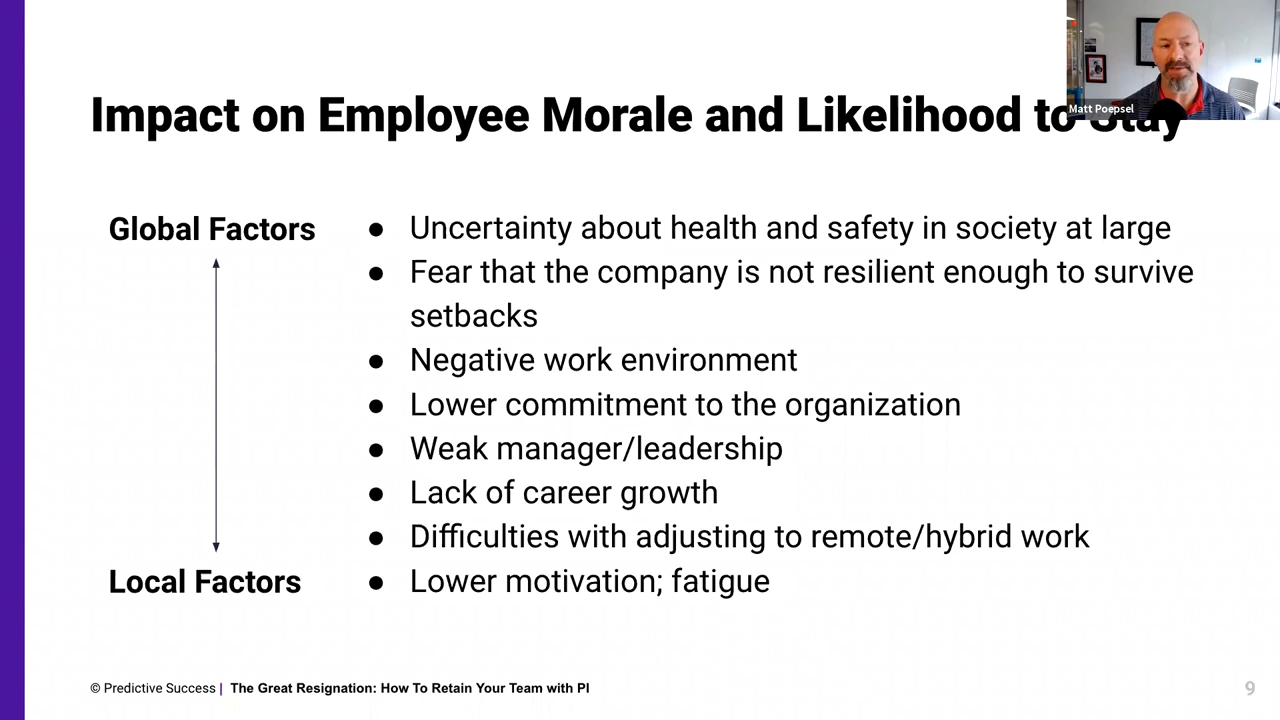 Matt Poepsel
Impact on Employee Morale and Likelihood to Stay
Global Factors
● Uncertainty about health and safety in society at large
● Fear that the company is not resilient enough to survive
setbacks
● Negative work environment
● Lower commitment to the organization
● Weak manager/leadership
● Lack of career growth
● Difficulties with adjusting to remote/hybrid work
Local Factors
● Lower motivation; fatigue
© Predictive Success | The Great Resignation: How To Retain Your Team with PI
9